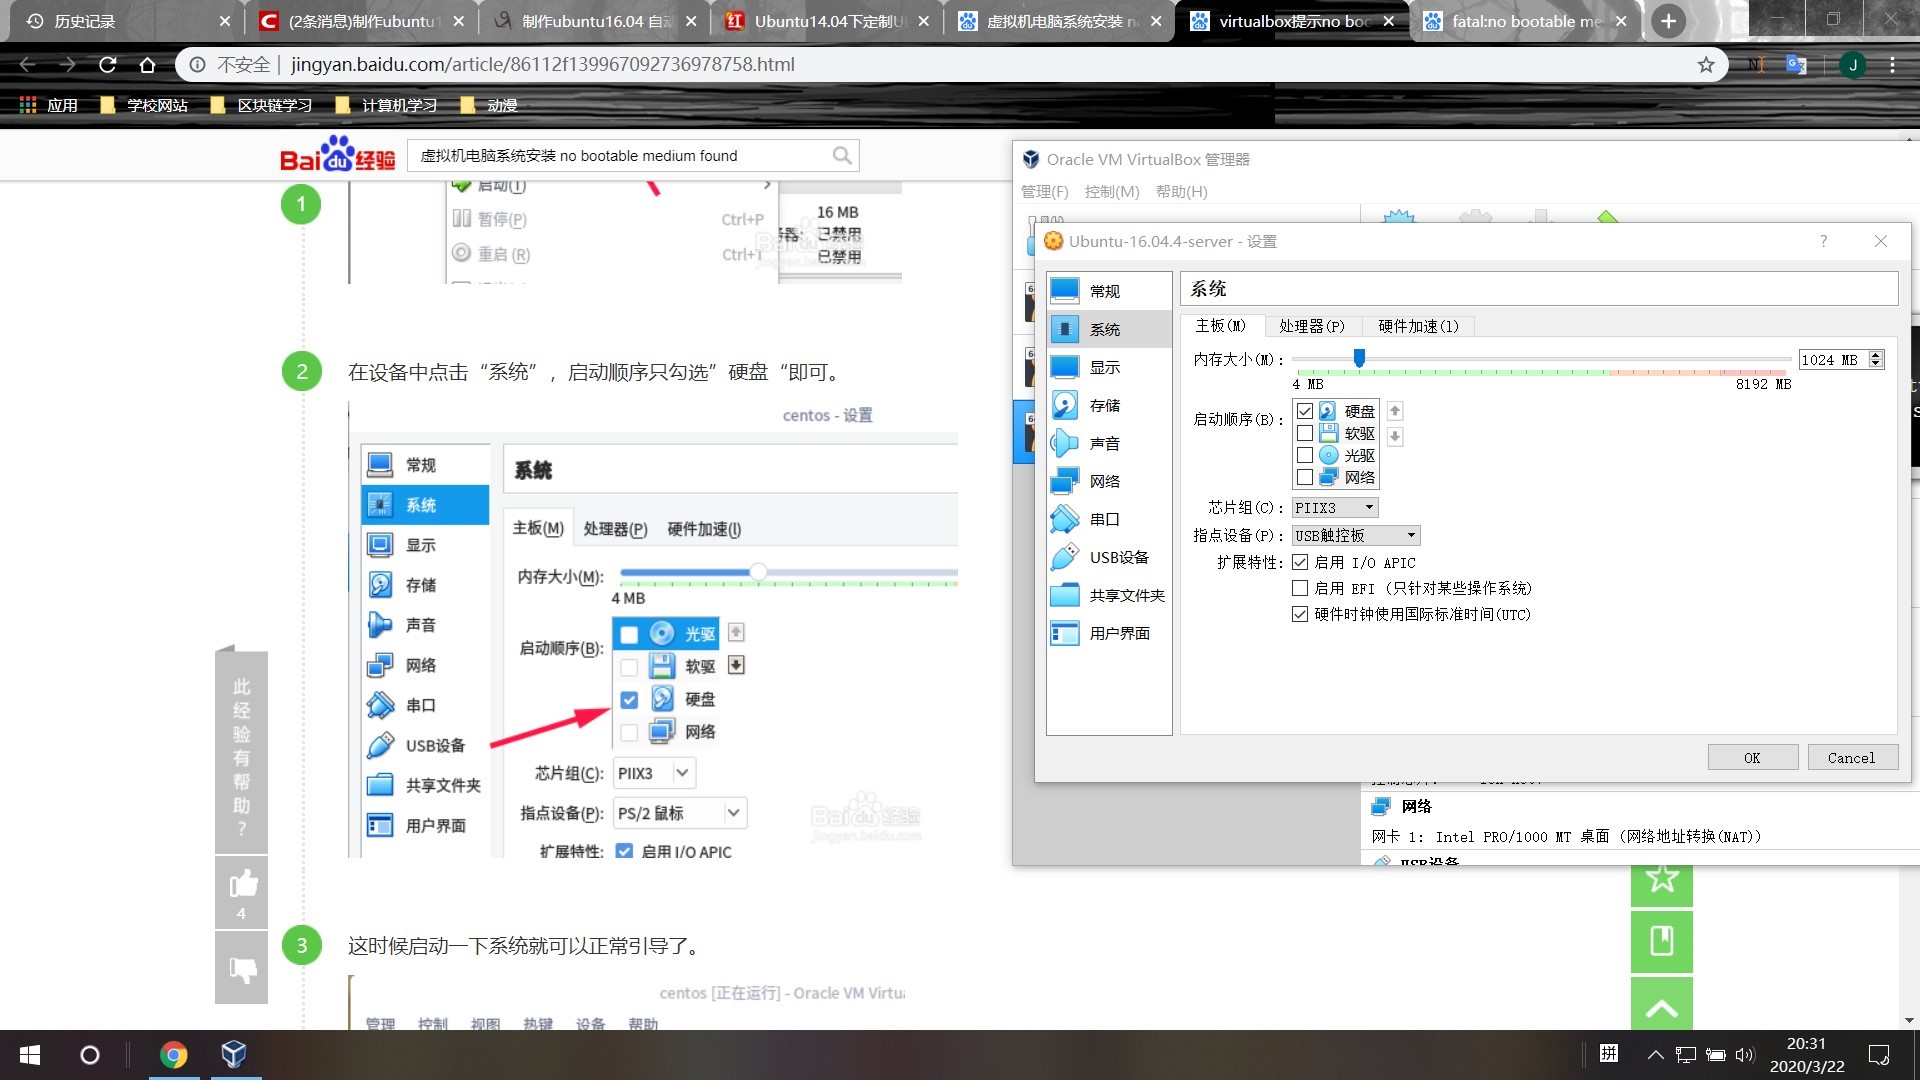 历史记录
(2条消息)制作ubuntu1
制作ubuntu16.04 自动
Ubuntu14.04下定制U
虚拟机电脑系统安装 no
virtualbox提示no boo
fatal:no bootable me
不安全 | jingyan.baidu.com/article/86112f139967092736978758.html
J
应用
学校网站
区块链学习
计算机学习
动漫
Baidu经验
虚拟机电脑系统安装 no bootable medium found
1
启动(T)
暂停(P) Ctrl+P
重启 (R) Ctrl+T
16 MB
已禁用
已禁用
2
在设备中点击“系统”，启动顺序只勾选”硬盘“即可。
centos - 设置
常规
系统
显示
存储
声音
网络
串口
USB设备
共享文件夹
用户界面
系统
主板(M) 处理器(P) 硬件加速(l)
内存大小(M):
4 MB
启动顺序(B):
光驱
软驱
硬盘
网络
芯片组(C): PIIX3
指点设备(P): PS/2 鼠标
扩展特性: 启用 I/O APIC
Baidu经验
jingyan.baidu.com
此经验有帮助？
4
3
这时候启动一下系统就可以正常引导了。
centos [正在运行] - Oracle VM Virtu
管理 控制 视图 热键 设备 帮助
Oracle VM VirtualBox 管理器
管理(F) 控制(M) 帮助(H)
Ubuntu-16.04.4-server - 设置
?
常规
系统
显示
存储
声音
网络
串口
USB设备
共享文件夹
用户界面
系统
主板(M) 处理器(P) 硬件加速(l)
内存大小(M): 1024 MB
4 MB 8192 MB
启动顺序(B):
硬盘
软驱
光驱
网络
芯片组(C): PIIX3
指点设备(P): USB触控板
扩展特性: 启用 I/O APIC
启用 EFI (只针对某些操作系统)
硬件时钟使用国际标准时间(UTC)
OK Cancel
网络
网卡 1: Intel PRO/1000 MT 桌面 (网络地址转换(NAT))
USB设备
拼
20:31
2020/3/22